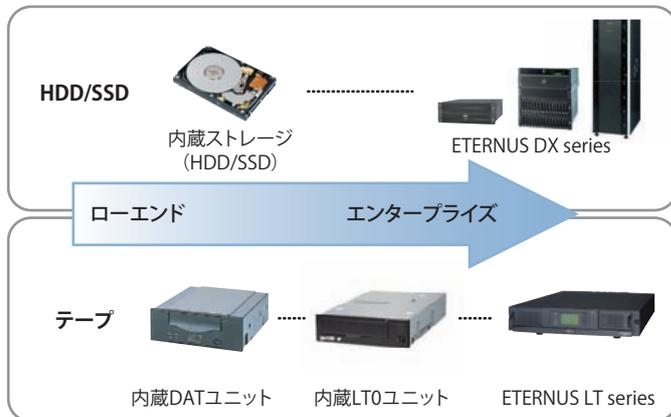 HDD/SSD
内蔵ストレージ
（HDD/SSD）
ETERNUS DX series
ローエンド
エンタープライズ
テープ
内蔵DATユニット
内蔵LT0ユニット
ETERNUS LT series